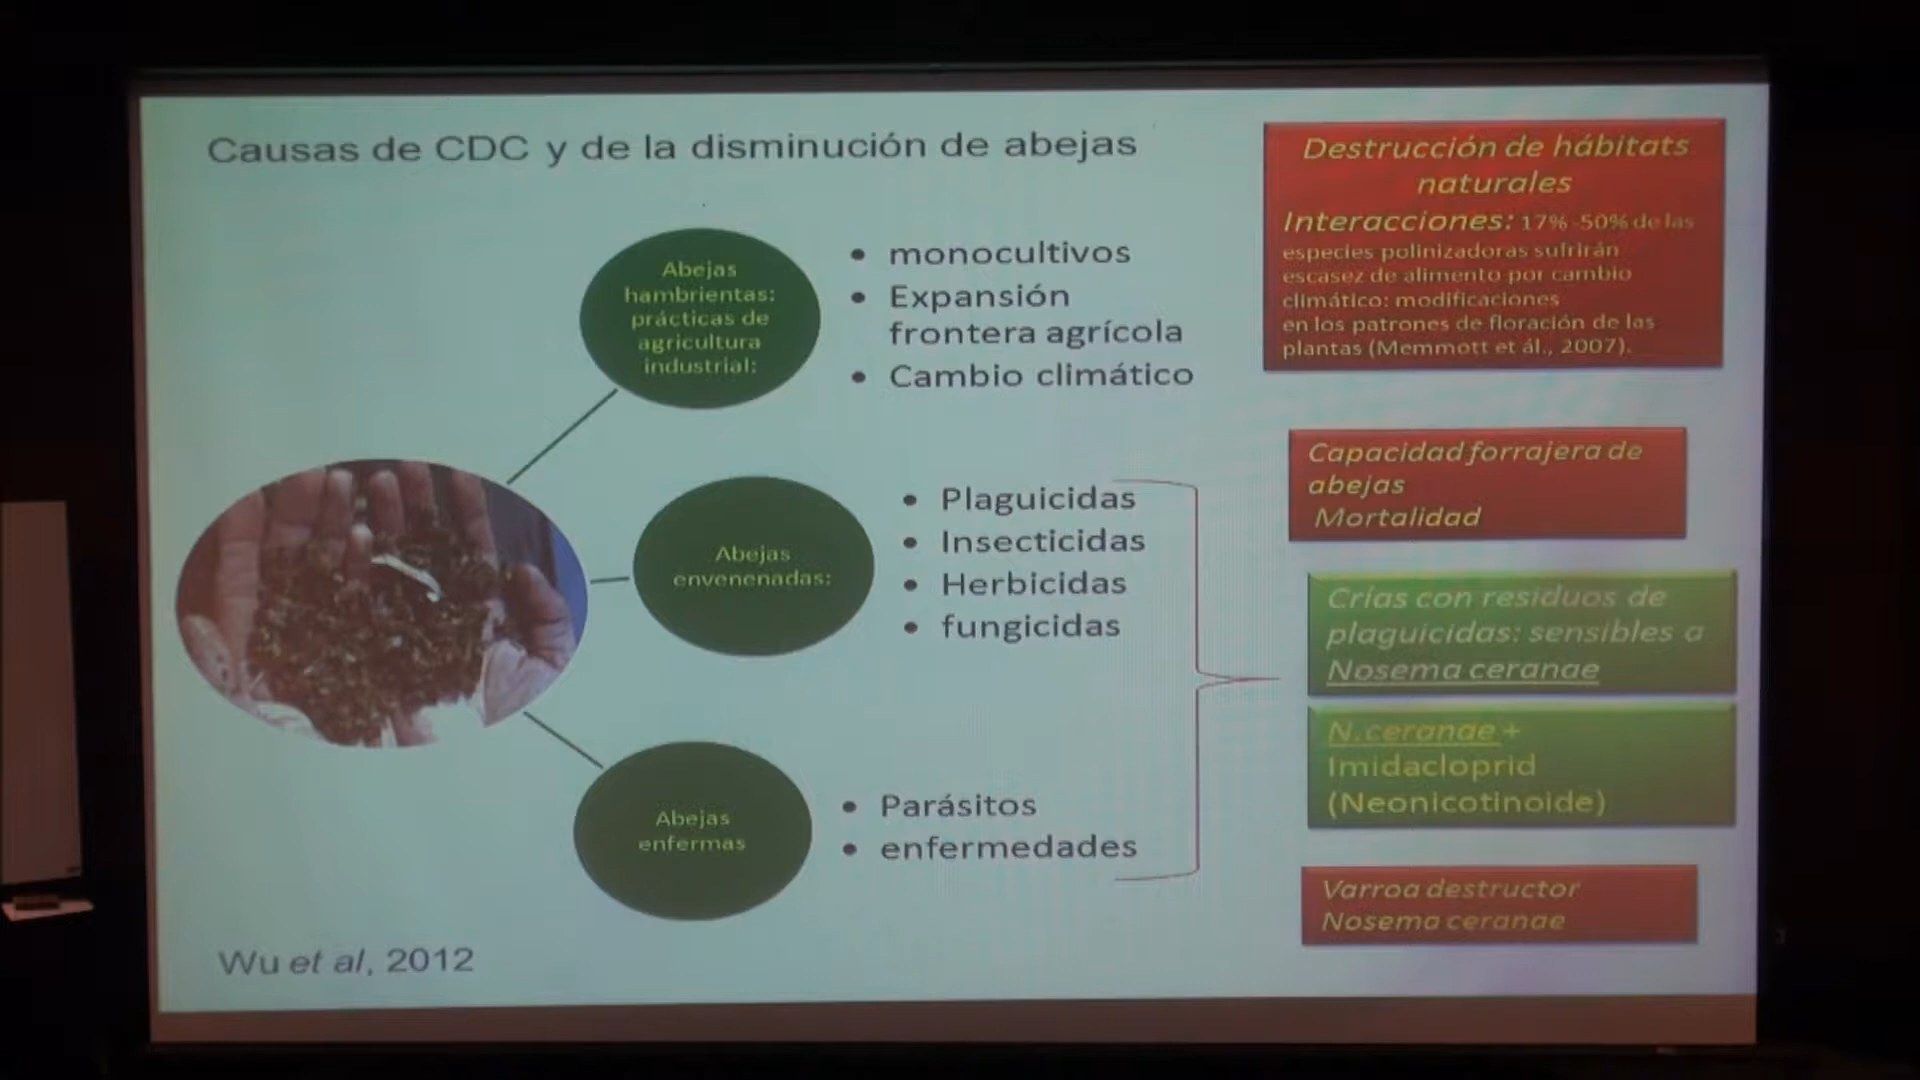 Causas de CDC y de la disminución de abejas
Abejas
hambrientas:
prácticas de
agricultura
industrial:
• monocultivos
• Expansión
frontera agrícola
• Cambio climático
Destrucción de hábitats
naturales
Interacciones: 17% -50% de las
especies polinizadoras sufrirán
escasez de alimento por cambio
climático: modificaciones
en los patrones de floración de las
plantas (Memmott et ál., 2007).
Abejas
envenenadas:
• Plaguicidas
• Insecticidas
• Herbicidas
• fungicidas
Capacidad forrajera de
abejas
Mortalidad
Crías con residuos de
plaguicidas: sensibles a
Nosema ceranae
N.ceranae +
Imidacloprid
(Neonicotinoide)
Abejas
enfermas
• Parásitos
• enfermedades
Varroa destructor
Nosema ceranae
Wu et al, 2012